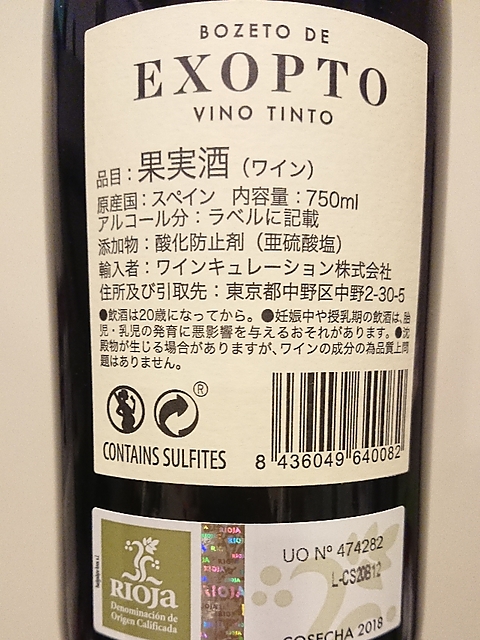 BOZETO DE
EXOPTO
VINO TINTO
品目：果実酒（ワイン）
原産国：スペイン　内容量：750ml
アルコール分：ラベルに記載
添加物：酸化防止剤（亜硫酸塩）
輸入者：ワインキュレーション株式会社
住所及び引取先：東京都中野区中野2-30-5
●飲酒は20歳になってから。●妊娠中や授乳期の飲酒は、胎
児・乳児の発育に悪影響を与えるおそれがあります。●沈
殿物が生じる場合がありますが、ワインの成分の為品質上問
題はありません。
®
CONTAINS SULFITES
8 436049 640082
UO Nº 474282
L-CS20B12
RIOJA
Denominación de
Origen Calificada
COSECHA 2018